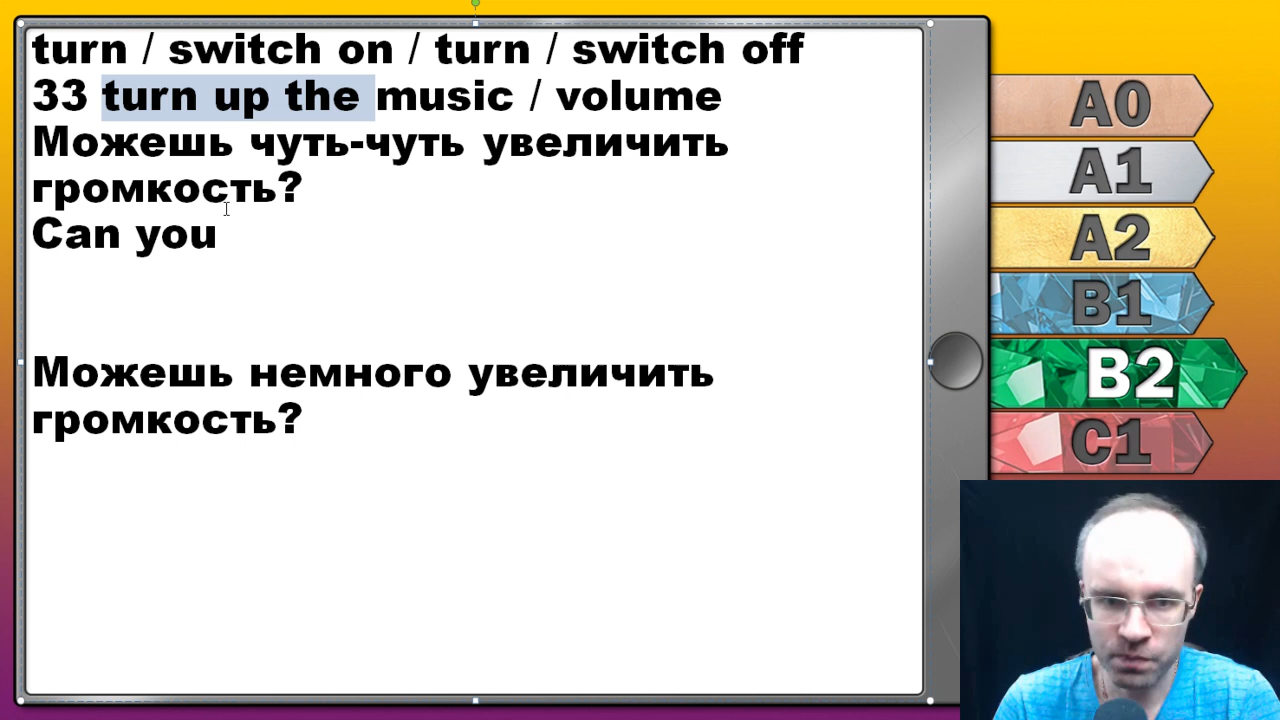 turn / switch on / turn / switch off
33 turn up the music / volume
Можешь чуть-чуть увеличить
громкость?
Can you
Можешь немного увеличить
громкость?
A0
A1
A2
B1
B2
C1